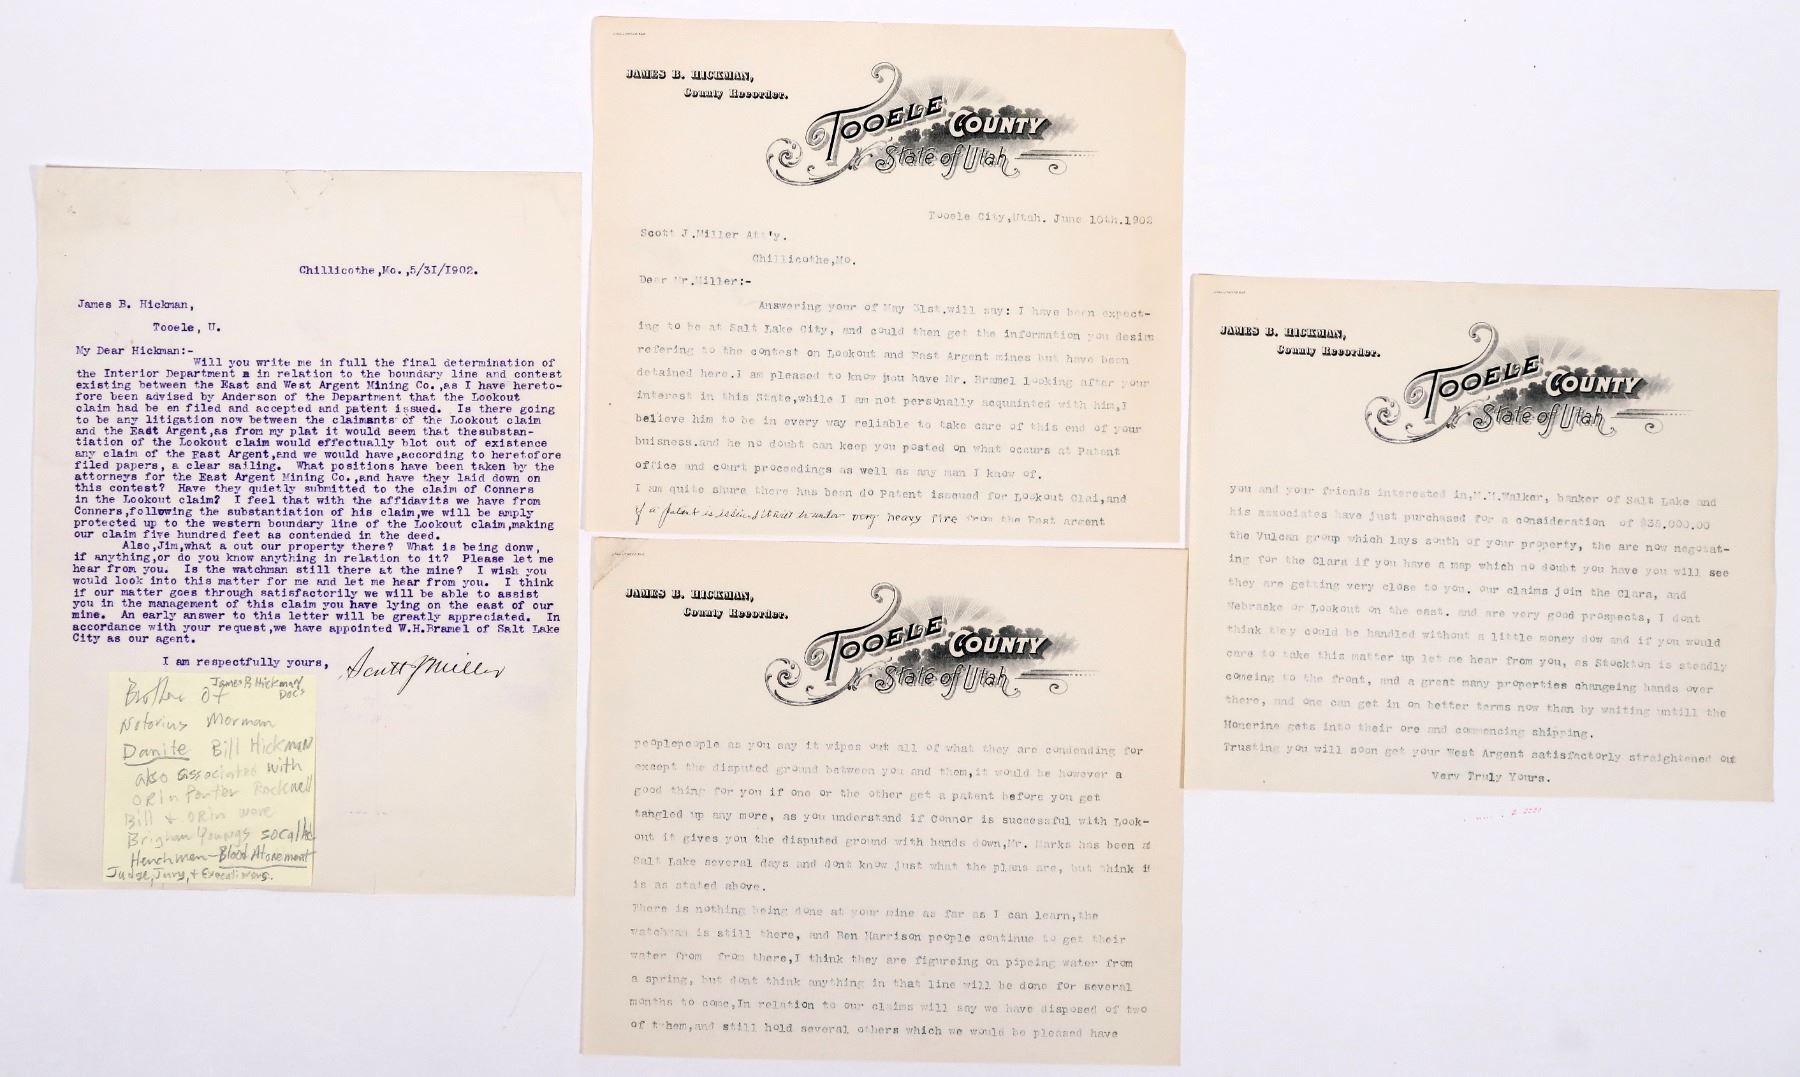 Chillicothe,Mo.,5/31/1902.
James B. Hickman,
Tooele, U.
My Dear Hickman:-
Will you write me in full the final determination of
the Interior Department in relation to the boundary line and contest
existing between the East and West Argent Mining Co.,as I have hereto-
fore been advised by Anderson of the Department that the Lookout
claim had be en filed and accepted and patent issued. Is there going
to be any litigation now between the claimants of the Lookout claim
and the East Argent,as from my plat it would seem that thesubstan-
tiation of the Lookout claim would effectually blot out of existence
any claim of the East Argent,and we would have,according to heretofore
filed papers, a clear sailing. What positions have been taken by the
attorneys for the East Argent Mining Co.,and have they laid down on
this contest? Have they quietly submitted to the claim of Conners
in the Lookout claim? I feel that with the affidavits we have from
Conners,following the substantiation of his claim,we will be amply
protected up to the western boundary line of the Lookout claim,making
our claim five hundred feet as contended in the deed.
Also,Jim,what a out our property there? What is being donw,
if anything,or do you know anything in relation to it? Please let me
hear from you. Is the watchman still there at the mine? I wish you
would look into this matter for me and let me hear from you. I think
if our matter goes through satisfactorily we will be able to assist
you in the management of this claim you have lying on the east of our
mine. An early answer to this letter will be greatly appreciated. In
accordance with your request,we have appointed W.H.Bramel of Salt Lake
City as our agent.
I am respectfully yours,
Scott J Miller
Brother of James B Hickman Doc's
Notorius Morman
Danite Bill Hickman
also associated with
ORin Porter Rockwell
Bill & ORin were
Brigham Youngs socalled
Henchmen - Blood Atonement
Judge, Jury, & Executioners.
JAMES B. HICKMAN,
County Recorder.
TOOELE COUNTY
State of Utah
Tooele City,Utah. June 10th.1902
Scott J.Miller Att'y.
Chillicothe,Mo.
Dear Mr.Miller:-
Answering your of May 31st.will say: I have been expect-
ing to be at Salt Lake City, and could then get the information you desire
refering to the contest on Lookout and East Argent mines but have been
detained here.I am pleased to know you have Mr. Bramel looking after your
interest in this State,while I am not personally acquainted with him,I
believe him to be in every way reliable to take care of this end of your
buisness.and he no doubt can keep you posted on what occurs at Patent
office and court proceedings as well as any man I know of.
I am quite shure there has been do Patent issued for Lookout Clai,and
if a patent is issued it will be under very heavy fire from the East argent
JAMES B. HICKMAN,
County Recorder.
TOOELE COUNTY
State of Utah
peoplepeople as you say it wipes out all of what they are condending for
except the disputed ground between you and them,it would be however a
good thing for you if one or the other get a patent before you get
tangled up any more, as you understand if Connor is successful with Look-
out it gives you the disputed ground with hands down,Mr. Marks has been
Salt Lake several days and dont know just what the plans are, but think
is as stated above.
There is nothing being done at your mine as far as I can learn,the
watchman is still there, and Ben Harrison people continue to get their
water from from there,I think they are figureing on pipeing water from
a spring, but dont think anything in that line will be done for several
months to come,In relation to our claims will say we have disposed of two
of them,and still hold several others which we would be pleased have
JAMES B. HICKMAN,
County Recorder.
TOOELE COUNTY
State of Utah
you and your friends interested in,M.H.Walker, banker of Salt Lake and
his associates have just purchased for a consideration of $35,000.00
the Vulcan group which lays south of your property, the are now negotat-
ing for the Clara if you have a map which no doubt you have you will see
they are getting very close to you. our claims join the Clara, and
Nebraske or Lookout on the east. and are very good prospects, I dont
think they could be handled without a little money dow and if you would
care to take this matter up let me hear from you, as Stockton is steadly
comeing to the front, and a great many properties changeing hands over
there, and one can get in on better terms now than by waiting untill the
Honerine gets into their ore and commencing shipping.
Trusting you will soon get your West Argent satisfactorly straightened out
Very Truly Yours.